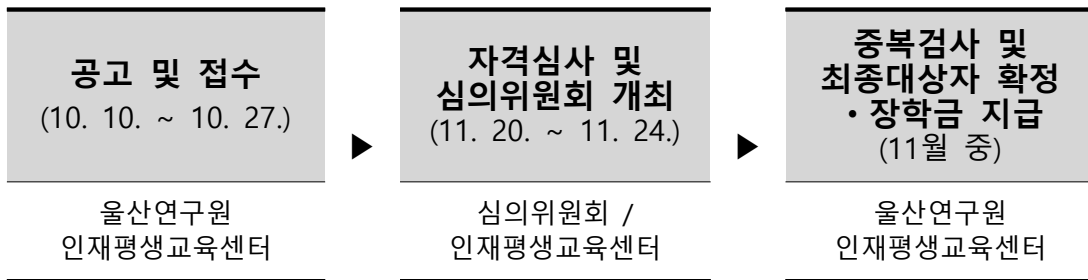 공고 및 접수
(10. 10. ~ 10. 27.)
울산연구원
인재평생교육센터
▶
자격심사 및
심의위원회 개최
(11. 20. ~ 11. 24.)
심의위원회 /
인재평생교육센터
▶
중복검사 및
최종대상자 확정
・장학금 지급
(11월 중)
울산연구원
인재평생교육센터